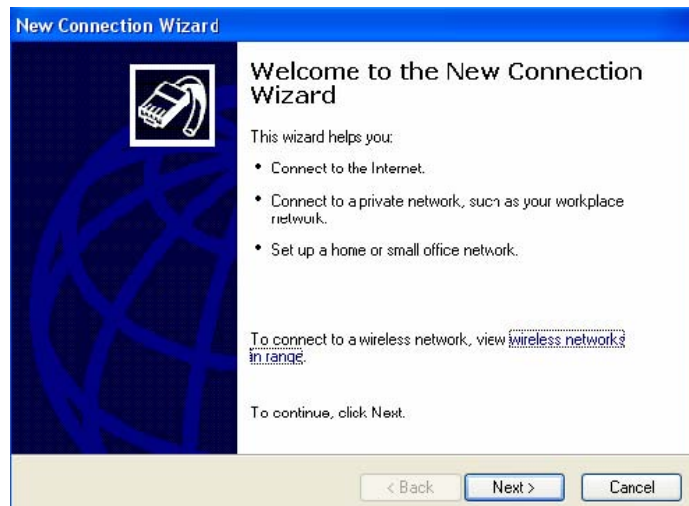 New Connection Wizard
Welcome to the New Connection
Wizard
This wizard helps you:
• Connect to the Internet.
• Connect to a private network, such as your workplace
network.
• Set up a home or small office network.
To connect to a wireless network, view wireless networks
in range.
To continue, click Next.
< Back
Next >
Cancel